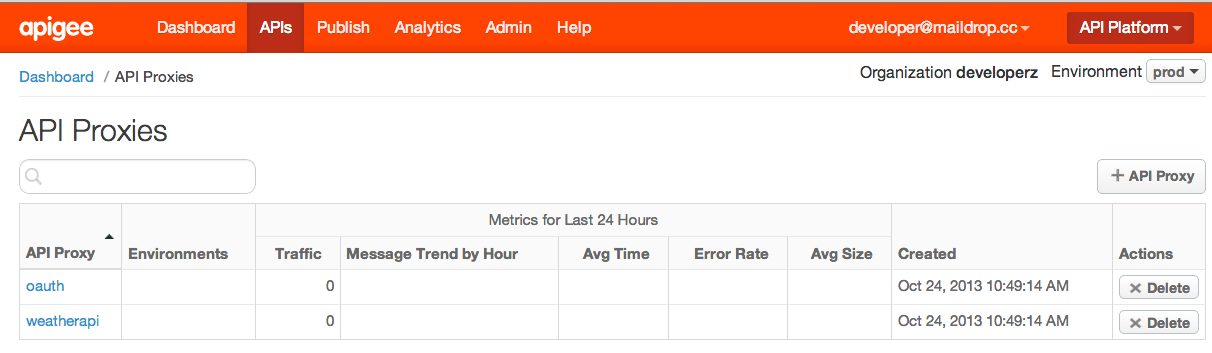 apigee Dashboard APIs Publish Analytics Admin Help developer@maildrop.cc API Platform
Dashboard / API Proxies Organization developerz Environment prod
API Proxies
+ API Proxy
Metrics for Last 24 Hours
API Proxy Environments Traffic Message Trend by Hour Avg Time Error Rate Avg Size Created Actions
oauth 0 Oct 24, 2013 10:49:14 AM Delete
weatherapi 0 Oct 24, 2013 10:49:14 AM Delete